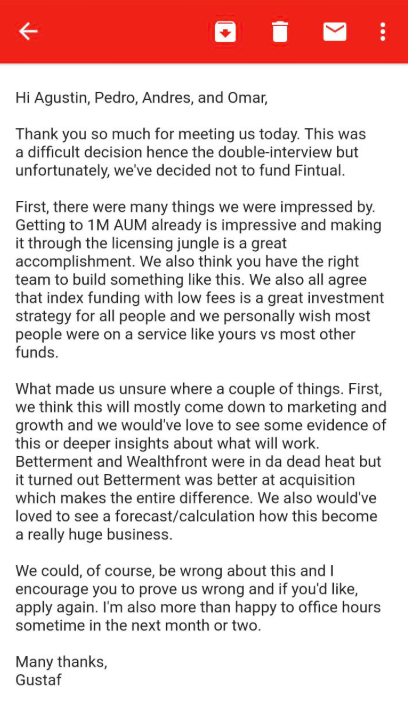 Hi Agustin, Pedro, Andres, and Omar,
Thank you so much for meeting us today. This was
a difficult decision hence the double-interview but
unfortunately, we've decided not to fund Fintual.
First, there were many things we were impressed by.
Getting to 1M AUM already is impressive and making
it through the licensing jungle is a great
accomplishment. We also think you have the right
team to build something like this. We also all agree
that index funding with low fees is a great investment
strategy for all people and we personally wish most
people were on a service like yours vs most other
funds.
What made us unsure where a couple of things. First,
we think this will mostly come down to marketing and
growth and we would've love to see some evidence of
this or deeper insights about what will work.
Betterment and Wealthfront were in da dead heat but
it turned out Betterment was better at acquisition
which makes the entire difference. We also would've
loved to see a forecast/calculation how this become
a really huge business.
We could, of course, be wrong about this and I
encourage you to prove us wrong and if you'd like,
apply again. I'm also more than happy to office hours
sometime in the next month or two.
Many thanks,
Gustaf